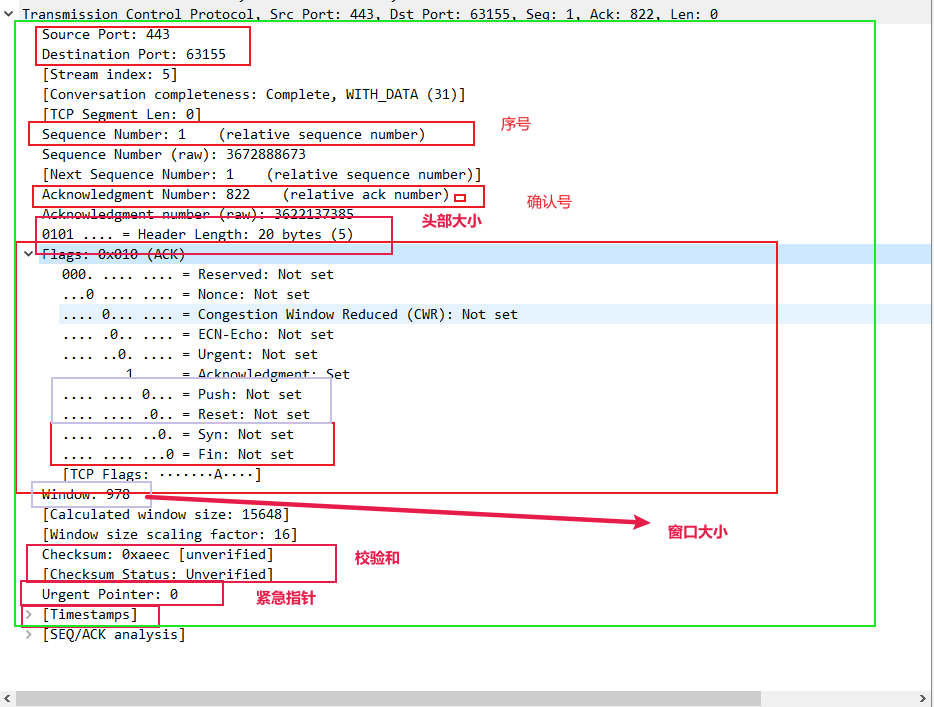 Transmission Control Protocol, Src Port: 443, Dst Port: 63155, Seq: 1, Ack: 822, Len: 0
Source Port: 443
Destination Port: 63155
[Stream index: 5]
[Conversation completeness: Complete, WITH_DATA (31)]
[TCP Segment Len: 0]
Sequence Number: 1    (relative sequence number)
序号
Sequence Number (raw): 3672888673
[Next Sequence Number: 1    (relative sequence number)]
Acknowledgment Number: 822    (relative ack number)
确认号
Acknowledgment number (raw): 3622137385
头部大小
0101 .... = Header Length: 20 bytes (5)
Flags: 0x010 (ACK)
000. .... .... = Reserved: Not set
...0 .... .... = Nonce: Not set
.... 0... .... = Congestion Window Reduced (CWR): Not set
.... .0.. .... = ECN-Echo: Not set
.... ..0. .... = Urgent: Not set
.... ...1 .... = Acknowledgment: Set
.... .... 0... = Push: Not set
.... .... .0.. = Reset: Not set
.... .... ..0. = Syn: Not set
.... .... ...0 = Fin: Not set
[TCP Flags: ·······A····]
Window: 978
窗口大小
[Calculated window size: 15648]
[Window size scaling factor: 16]
Checksum: 0xaeec [unverified]
校验和
[Checksum Status: Unverified]
Urgent Pointer: 0
紧急指针
[Timestamps]
[SEQ/ACK analysis]